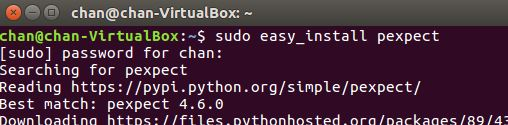 chan@chan-VirtualBox: ~
chan@chan-VirtualBox:~$ sudo easy_install pexpect
[sudo] password for chan:
Searching for pexpect
Reading https://pypi.python.org/simple/pexpect/
Best match: pexpect 4.6.0
Downloading https://files.pythonhosted.org/packages/89/43